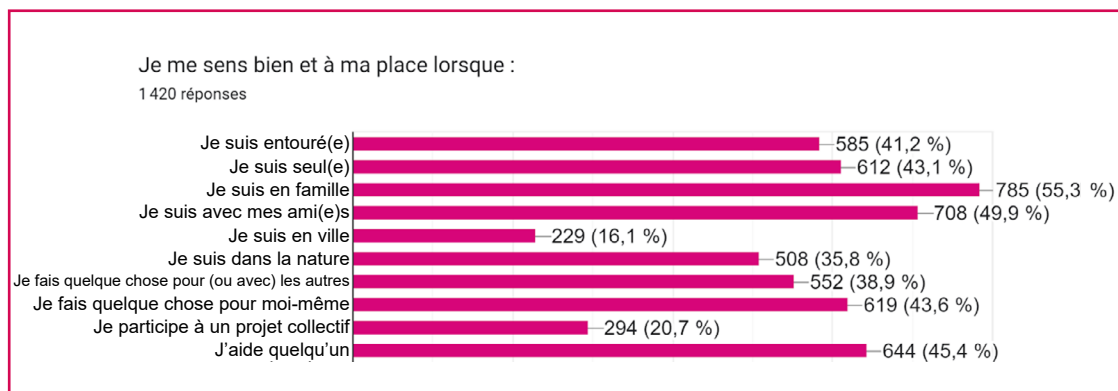 Je me sens bien et à ma place lorsque :
1 420 réponses
Je suis entouré(e) 585 (41,2 %)
Je suis seul(e) 612 (43,1 %)
Je suis en famille 785 (55,3 %)
Je suis avec mes ami(e)s 708 (49,9 %)
Je suis en ville 229 (16,1 %)
Je suis dans la nature 508 (35,8 %)
Je fais quelque chose pour (ou avec) les autres 552 (38,9 %)
Je fais quelque chose pour moi-même 619 (43,6 %)
Je participe à un projet collectif 294 (20,7 %)
J’aide quelqu’un 644 (45,4 %)